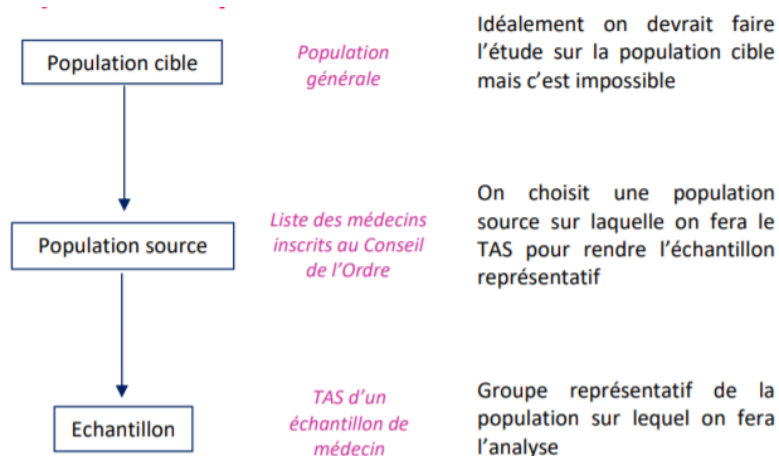 Population cible
Population
générale
Idéalement on devrait faire
l'étude sur la population cible
mais c'est impossible
Population source
Liste des médecins
inscrits au Conseil
de l'Ordre
On choisit une population
source sur laquelle on fera le
TAS pour rendre l'échantillon
représentatif
Echantillon
TAS d'un
échantillon de
médecin
Groupe représentatif de la
population sur lequel on fera
l'analyse